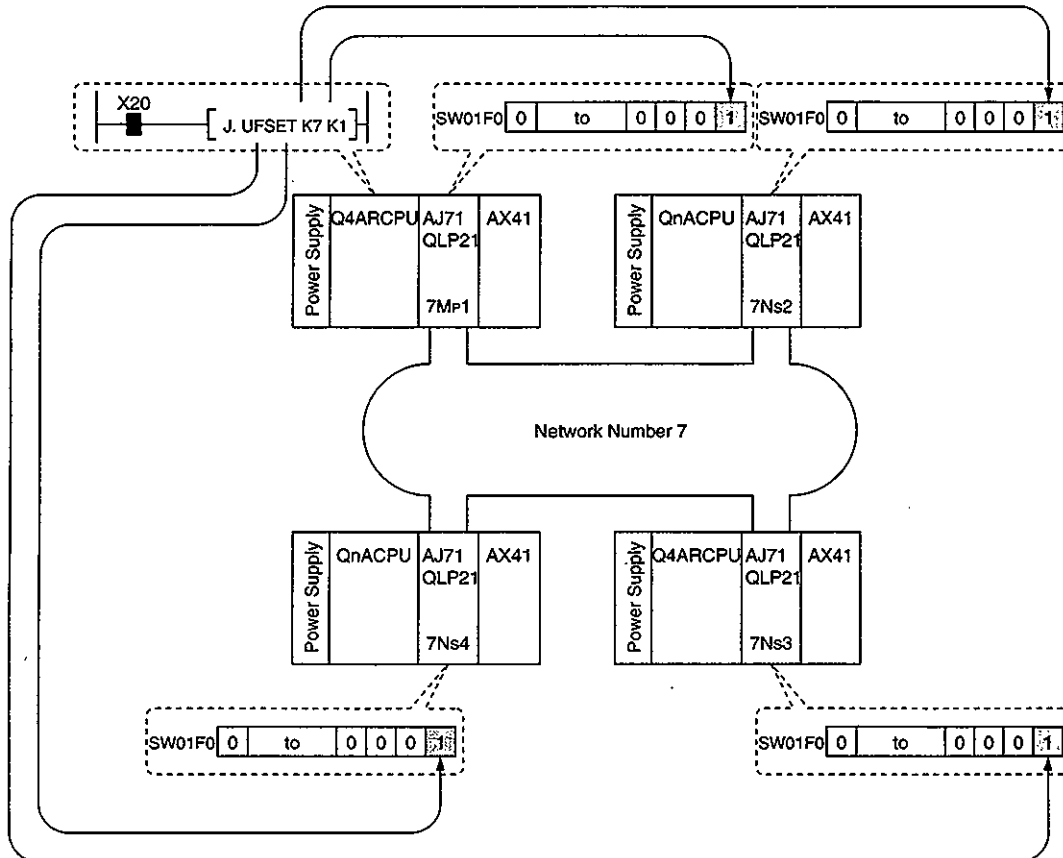 X20
J. UFSET K7 K1
SW01F0 0 to 0 0 0 1
SW01F0 0 to 0 0 0 1
Power Supply
Q4ARCPU
AJ71
QLP21
7MP1
AX41
Power Supply
QnACPU
AJ71
QLP21
7Ns2
AX41
Network Number 7
Power Supply
QnACPU
AJ71
QLP21
7Ns4
AX41
Power Supply
Q4ARCPU
AJ71
QLP21
7Ns3
AX41
SW01F0 0 to 0 0 0 1
SW01F0 0 to 0 0 0 1